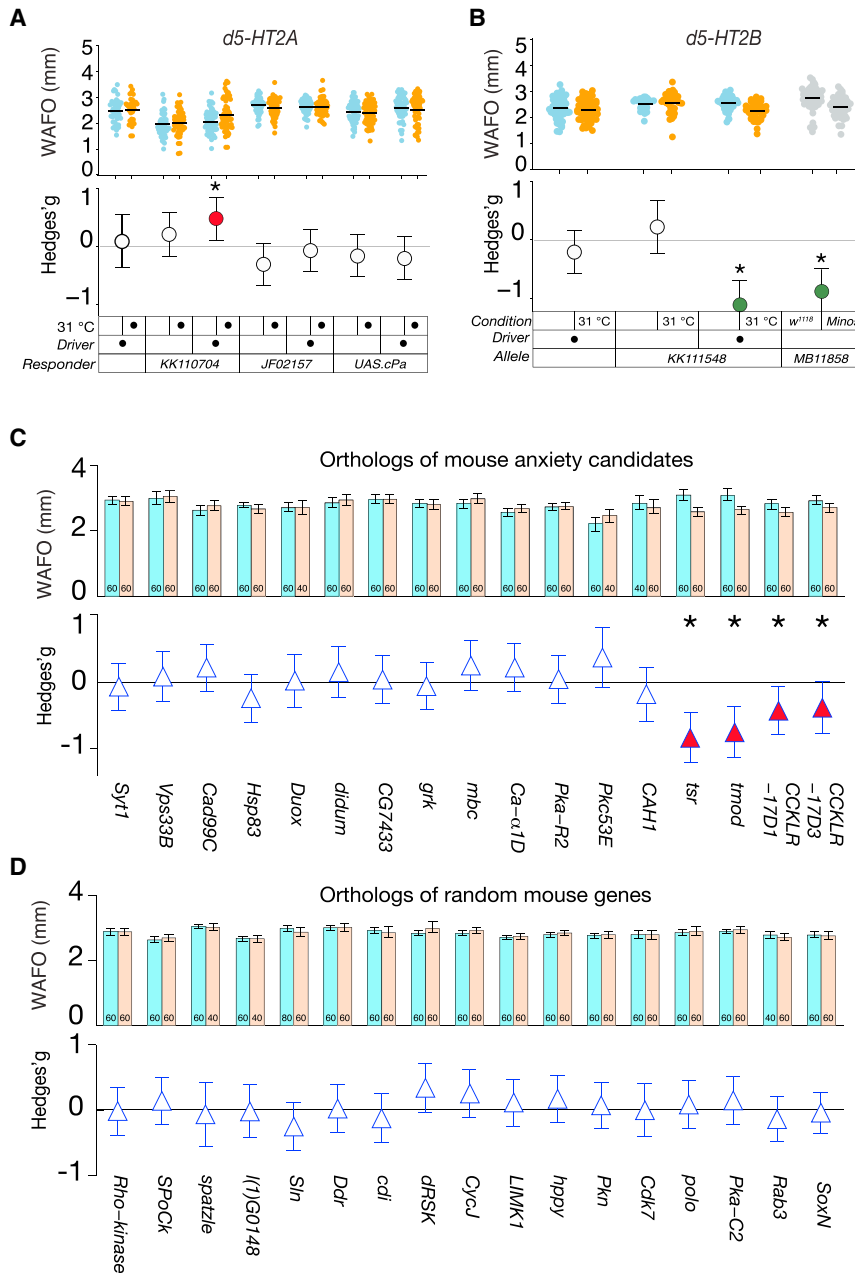 A
d5-HT2A
WAFO (mm)
5
4
3
2
1
0
Hedges'g
1
0
−1
*
31 °C
Driver
Responder
KK110704
JF02157
UAS.cPa
B
d5-HT2B
WAFO (mm)
5
4
3
2
1
0
Hedges'g
1
0
−1
*
*
Condition
31 °C
31 °C
31 °C
w1118
Minos
Driver
Allele
KK111548
MB11858
C
Orthologs of mouse anxiety candidates
WAFO (mm)
4
2
0
60 60 60 60 60 60 60 60 60 40 60 60 60 60 60 60 60 60 60 60 60 60 60 40 40 60 60 60 60 60 60 60 60 60
Hedges'g
1
0
-1
* * * *
Syt1
Vps33B
Cad99C
Hsp83
Duox
didum
CG7433
grk
mbc
Ca−α1D
Pka−R2
Pkc53E
CAH1
tsr
tmod
CCKLR
−17D1
CCKLR
−17D3
D
Orthologs of random mouse genes
WAFO (mm)
4
2
0
60 60 60 60 60 40 60 40 80 60 60 60 60 60 60 60 60 60 60 60 60 60 60 60 60 60 60 60 60 60 40 60 60 60
Hedges'g
1
0
-1
Rho−kinase
SPoCk
spatzle
l(1)G0148
Sln
Ddr
cdi
dRSK
CycJ
LIMK1
hppy
Pkn
Cdk7
polo
Pka−C2
Rab3
SoxN